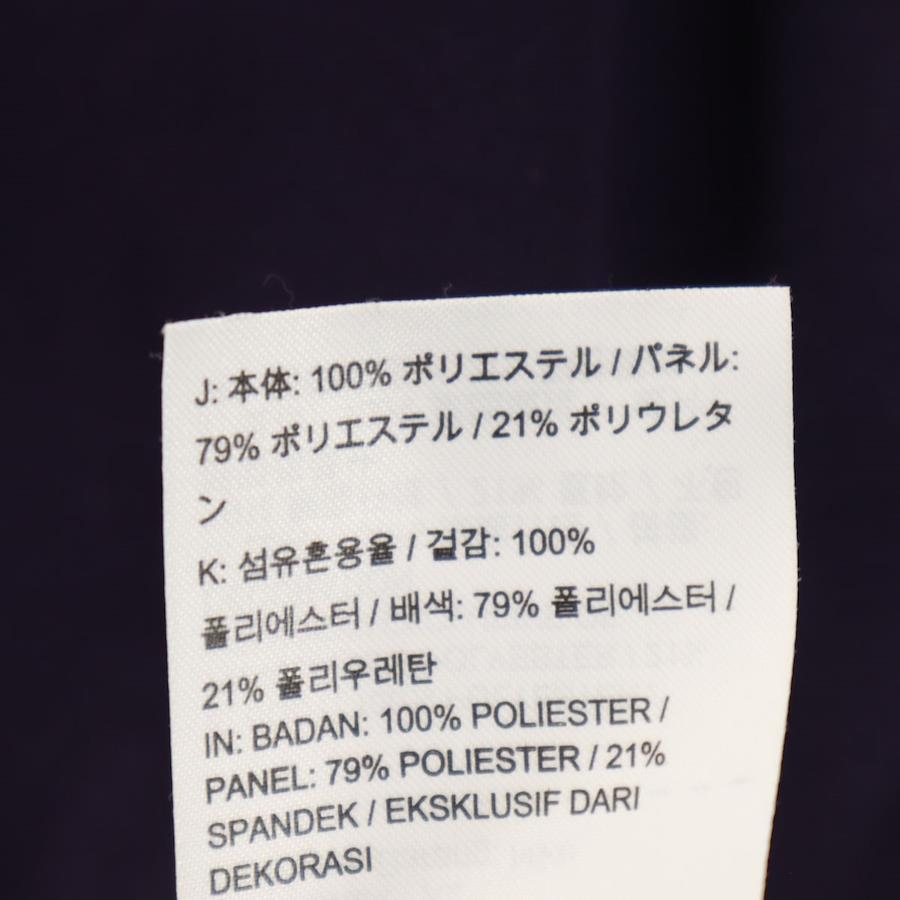 J: 本体: 100% ポリエステル / パネル:
79% ポリエステル / 21% ポリウレタ
ン
K: 섬유혼용율 / 겉감: 100%
폴리에스터 / 배색: 79% 폴리에스터 /
21% 폴리우레탄
IN: BADAN: 100% POLIESTER /
PANEL: 79% POLIESTER / 21%
SPANDEK / EKSKLUSIF DARI
DEKORASI